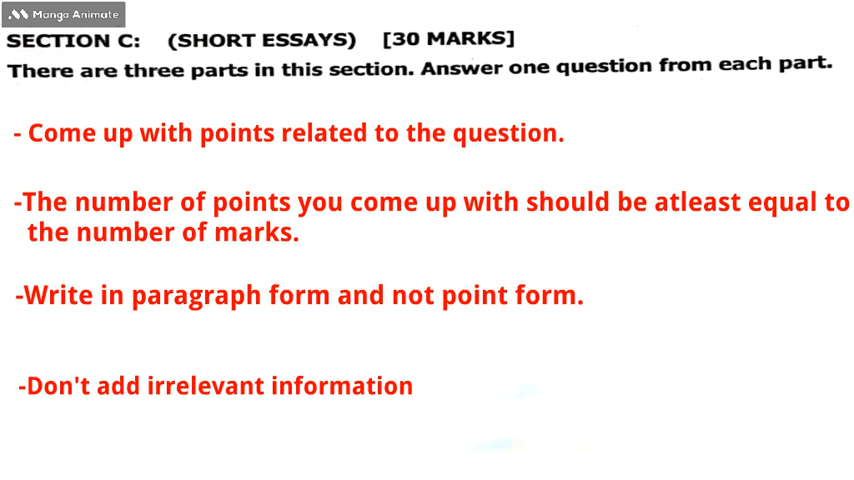 Manga Animate
SECTION C: (SHORT ESSAYS) [30 MARKS]
There are three parts in this section. Answer one question from each part.
- Come up with points related to the question.
-The number of points you come up with should be atleast equal to
the number of marks.
-Write in paragraph form and not point form.
-Don't add irrelevant information